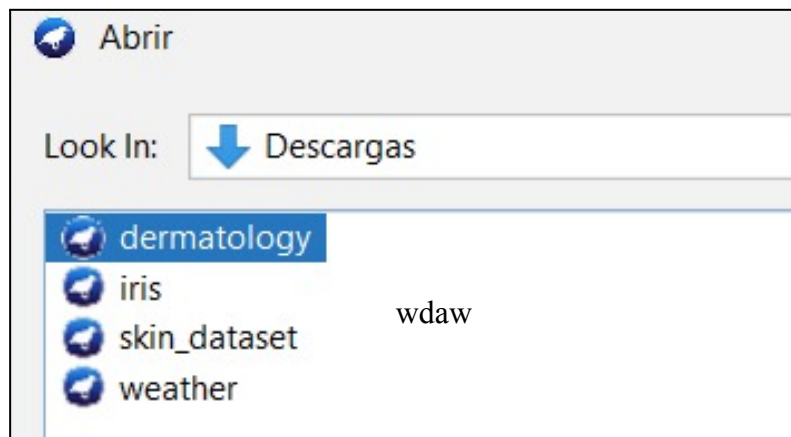 Abrir
Look In: Descargas
dermatology
iris
wdaw
skin_dataset
weather